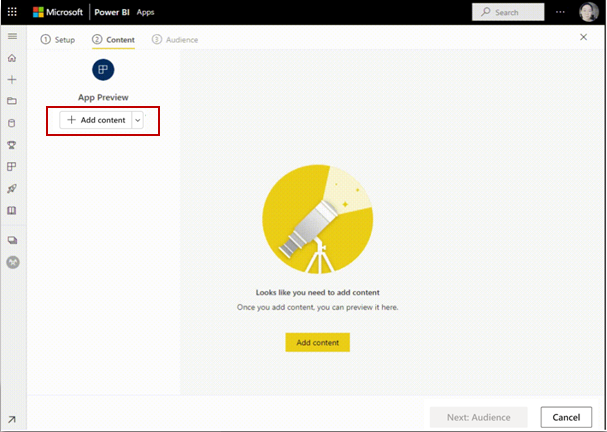 Microsoft Power BI Apps Search ...
1 Setup 2 Content 3 Audience
App Preview
+ Add content
Looks like you need to add content
Once you add content, you can preview it here.
Add content
Next: Audience Cancel